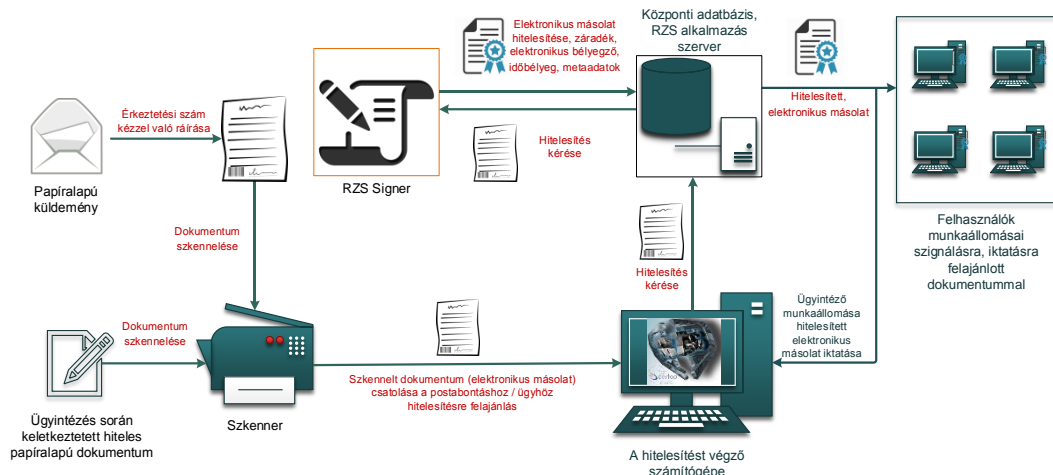 Elektronikus másolat
hitelesítése, záradék,
elektronikus bélyegző,
időbélyeg, metaadatok
Központi adatbázis,
RZS alkalmazás
szerver
Érkeztetési szám
kézzel való ráírása
Hitelesített,
elektronikus másolat
Hitelesítés
kérése
Papíralapú
küldemény
RZS Signer
Dokumentum
szkennelése
Hitelesítés
kérése
Felhasználók
munkaállomásai
szignálásra, iktatásra
felajánlott
dokumentummal
Dokumentum
szkennelése
Ügyintéző
munkaállomása
hitelesített
elektronikus
másolat iktatása
Szkennelt dokumentum (elektronikus másolat)
csatolása a postabontáshoz / ügyhöz
hitelesítésre felajánlás
Ügyintézés során
keletkeztetett hiteles
papíralapú dokumentum
Szkenner
A hitelesítést végző
számítógépe